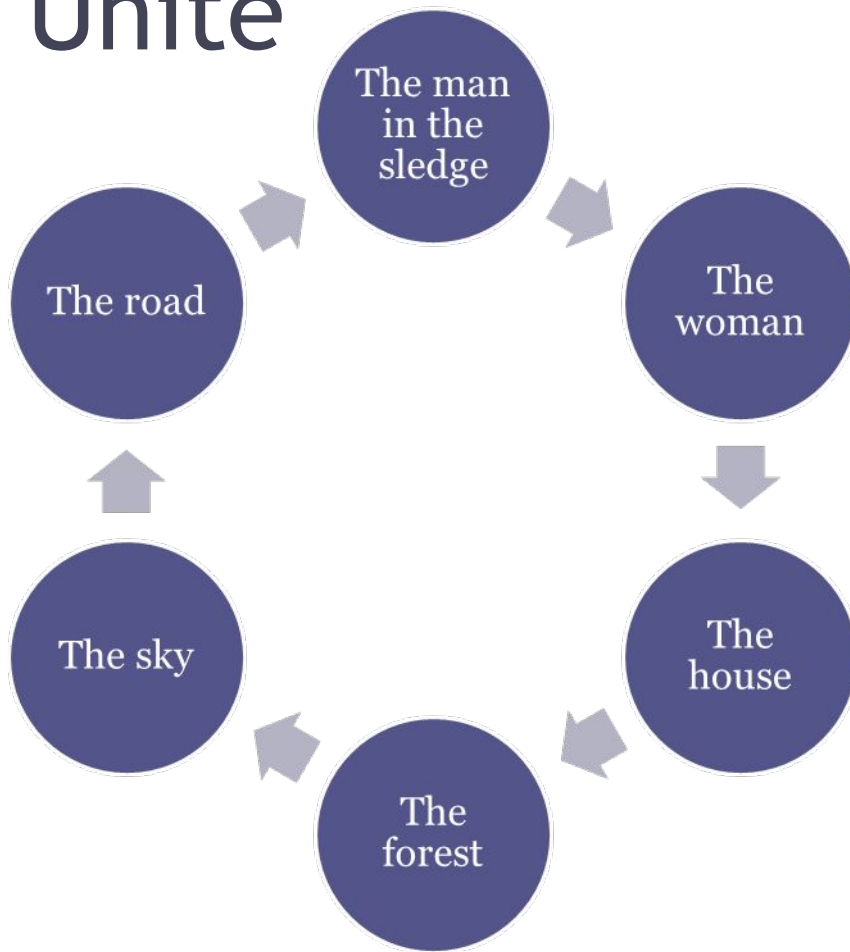 Unite
The man
in the
sledge
The
woman
The
house
The
forest
The sky
The road